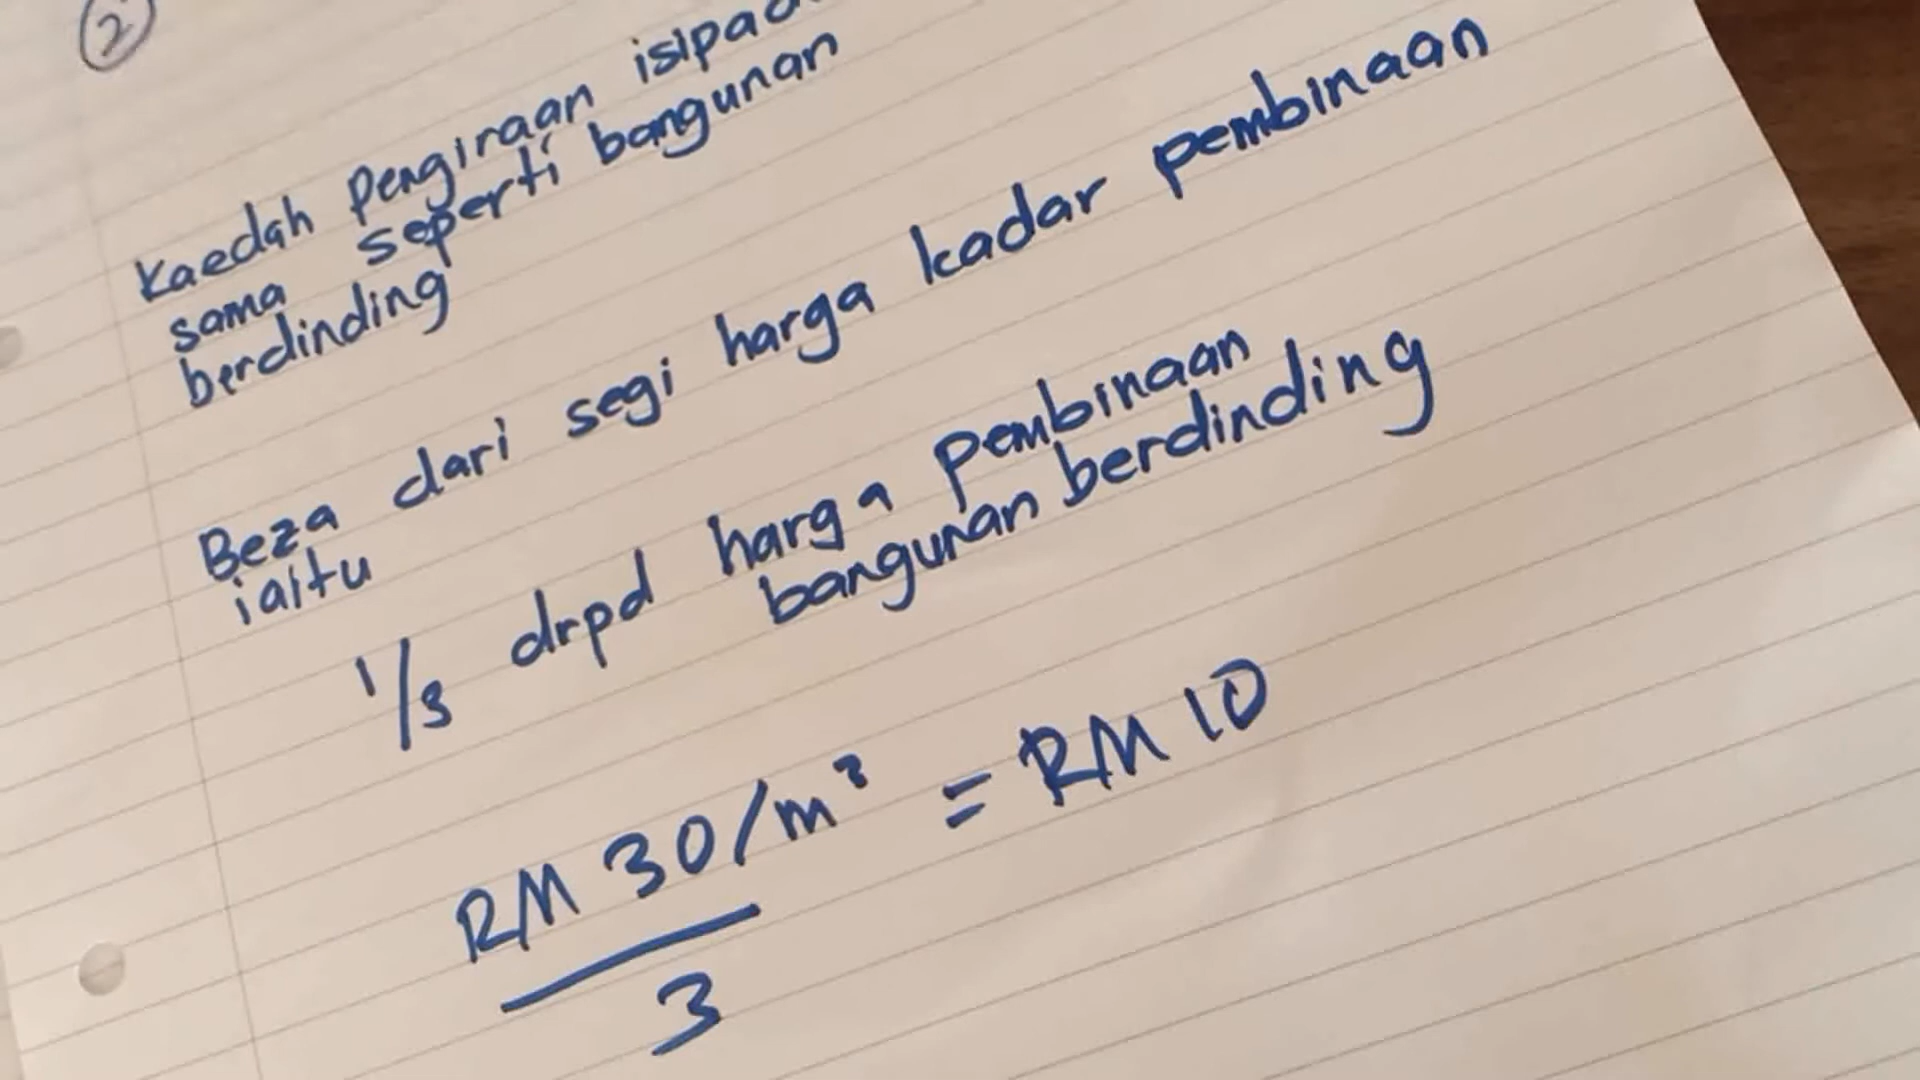 2
Kaedah Pengiraan
sama seperti bangunan
berdinding
Beza dari segi harga kadar pembinaan
iaitu
1/3 drpd harga pembinaan
bangunan berdinding
RM 30/m³ = RM 10
3